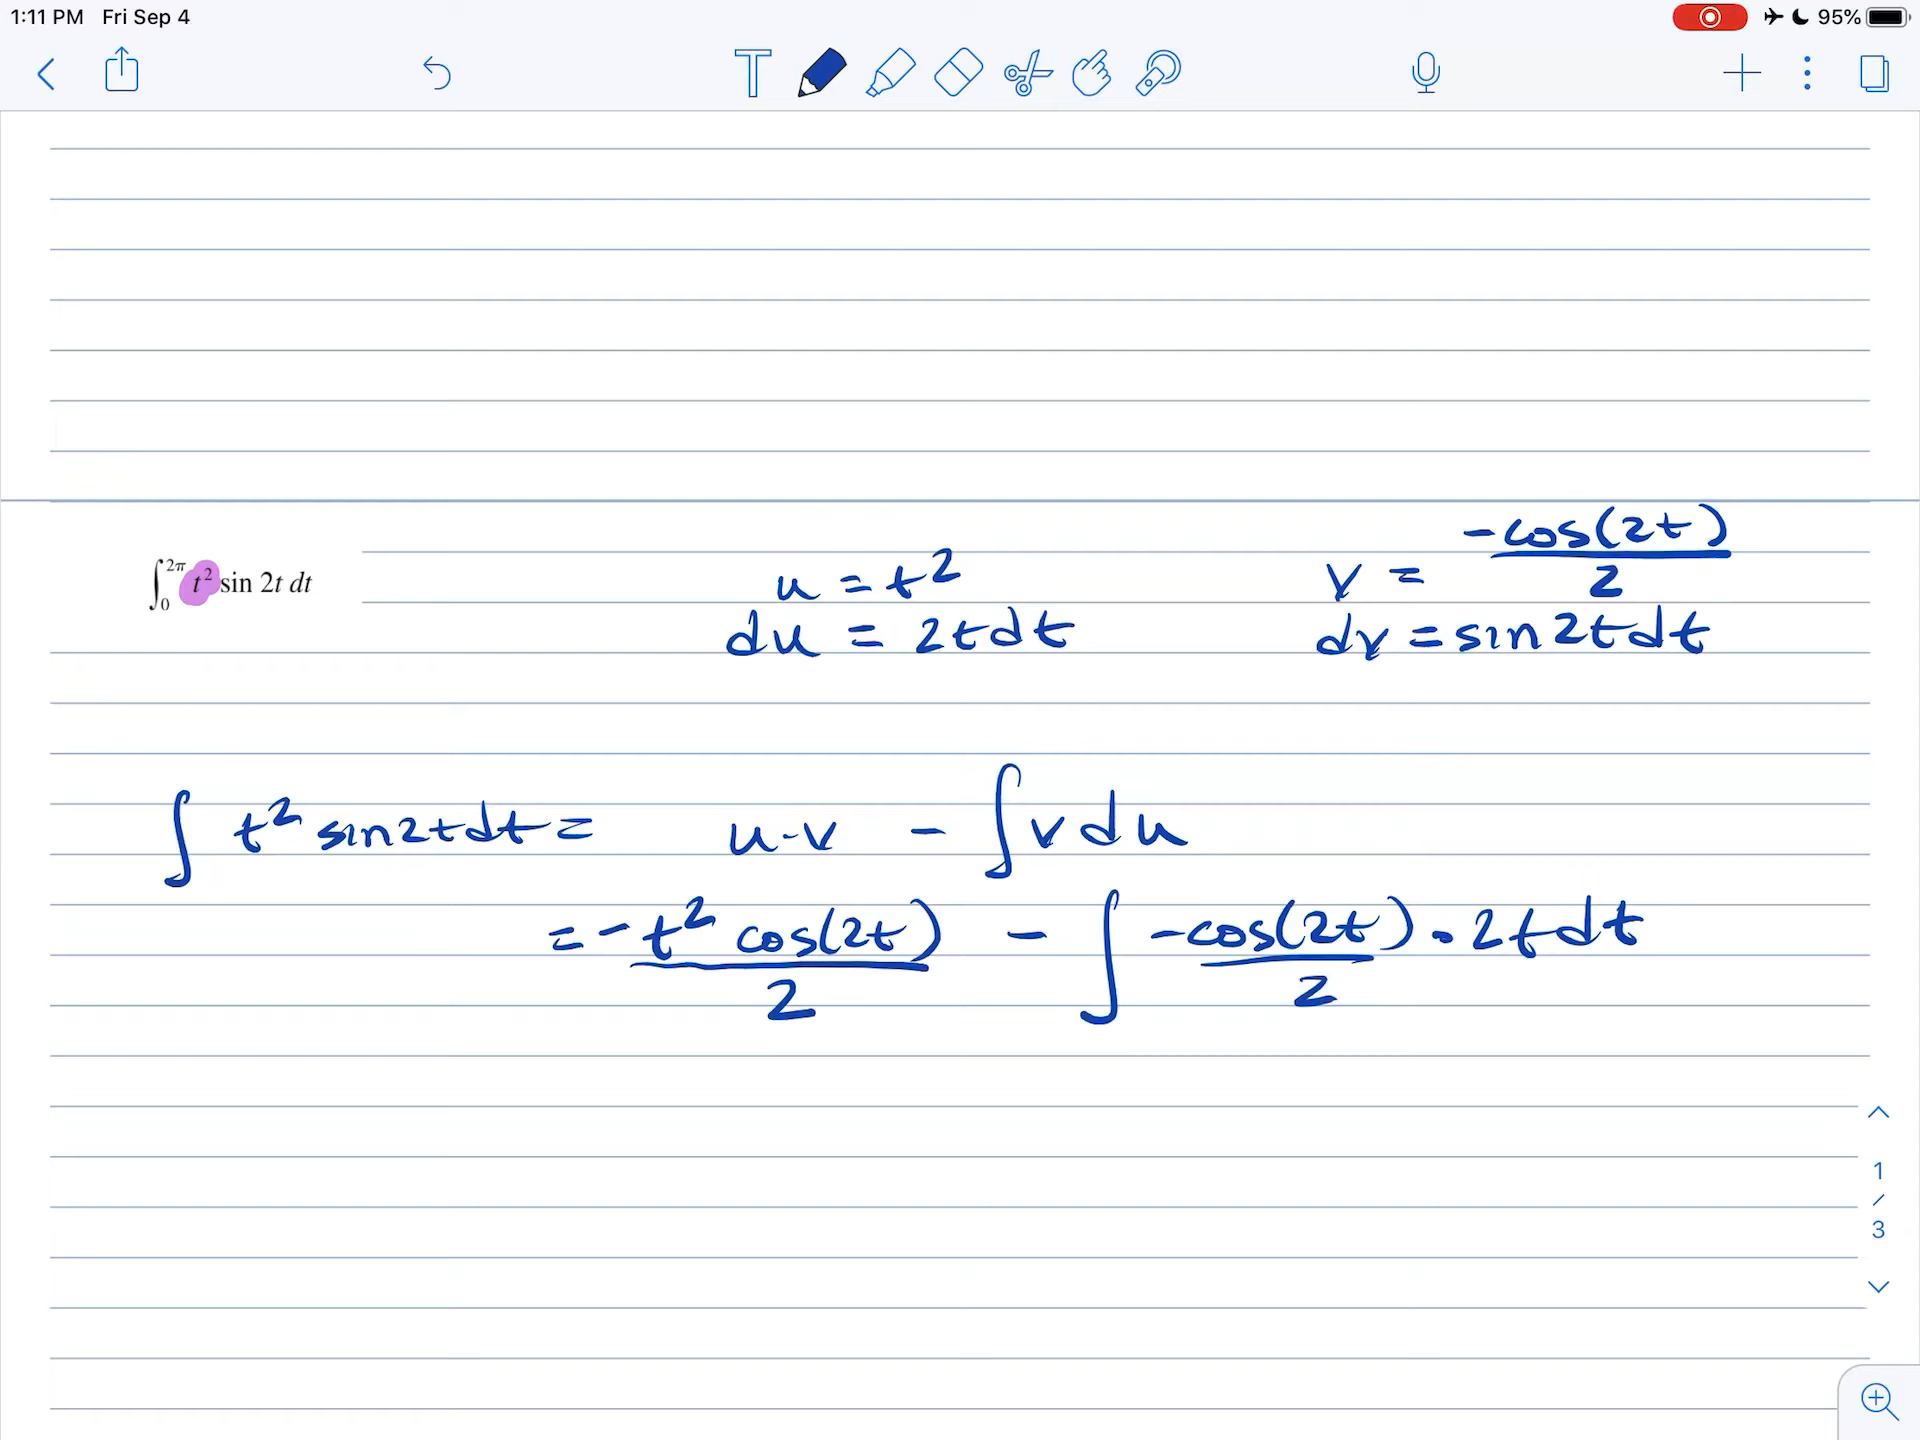 1:11 PM Fri Sep 4 95%
T
∫₀^{2π} t² sin 2t dt
u = t²
du = 2tdt
v = -cos(2t)/2
dv = sin2tdt
∫ t² sin2tdt = u·v - ∫vdu
= - t² cos(2t)/2 - ∫ -cos(2t)/2 · 2tdt
1
/
3